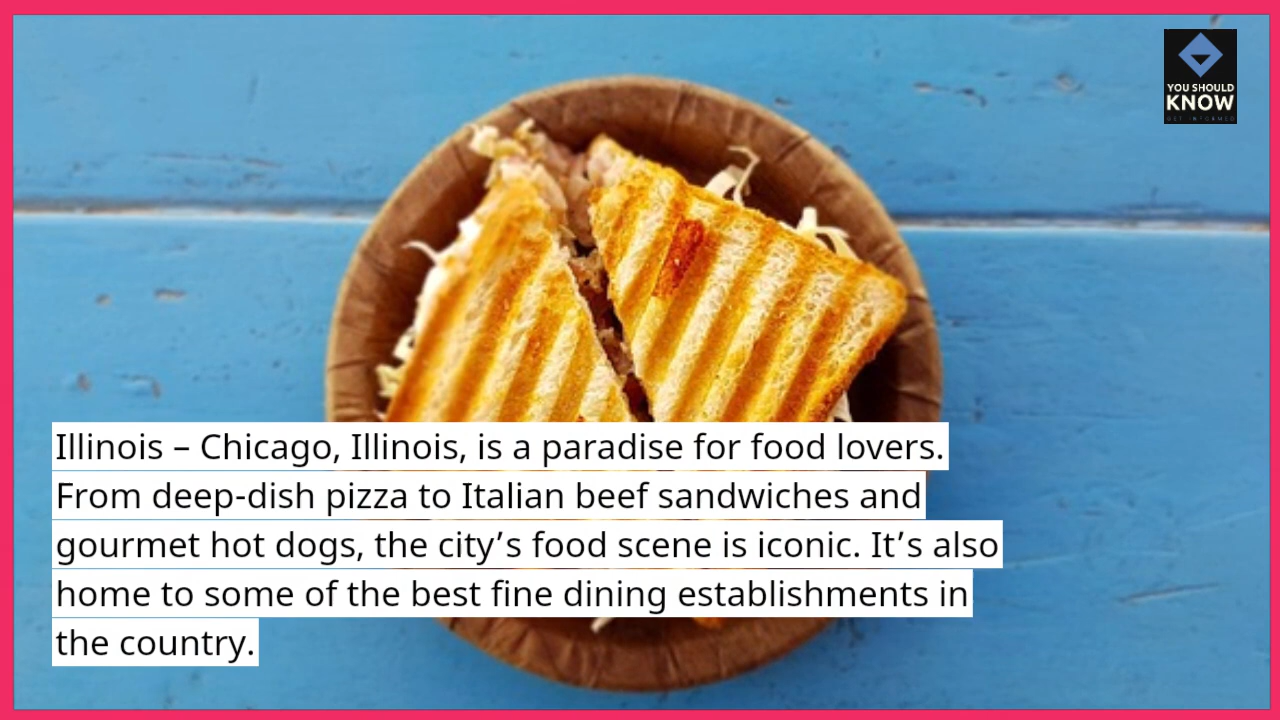 YOU SHOULD
KNOW
GET INFORMED
Illinois – Chicago, Illinois, is a paradise for food lovers.
From deep-dish pizza to Italian beef sandwiches and
gourmet hot dogs, the city’s food scene is iconic. It’s also
home to some of the best fine dining establishments in
the country.